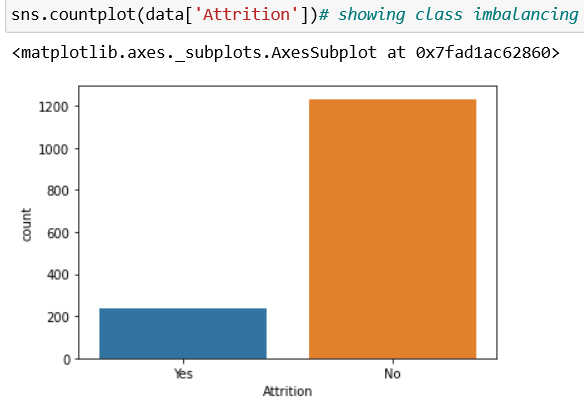 sns.countplot(data['Attrition'])# showing class imbalancing
<matplotlib.axes._subplots.AxesSubplot at 0x7fad1ac62860>
1200
1000
800
600
400
200
0
count
Yes No
Attrition